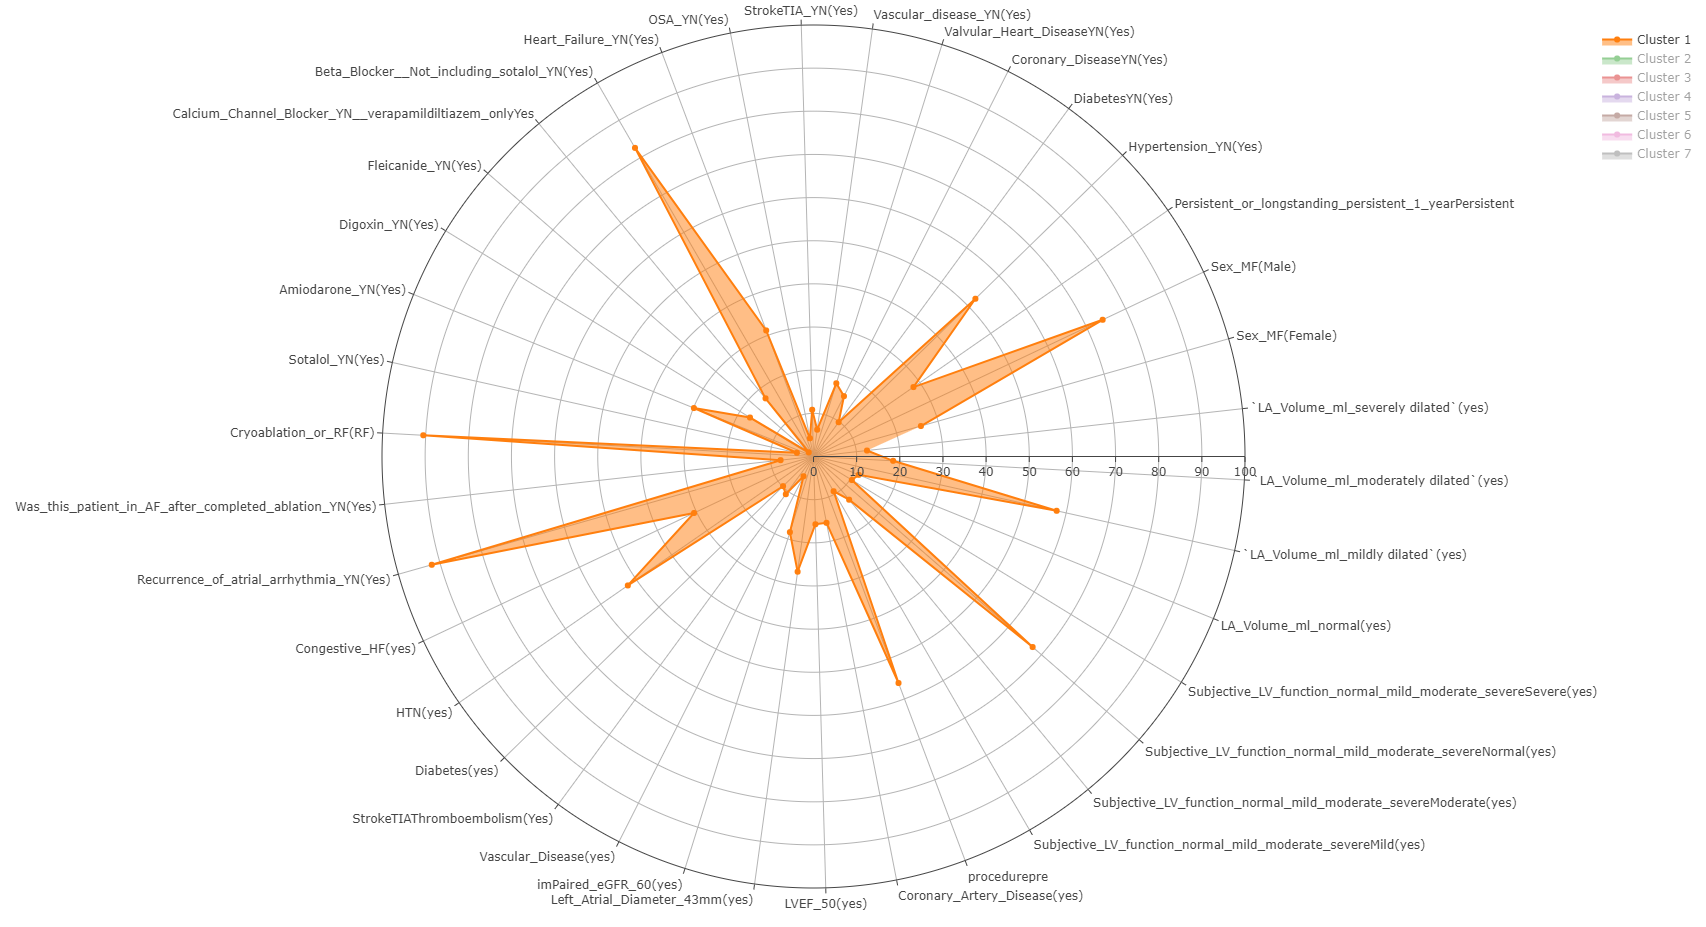 StrokeTIA_YN(Yes)
Vascular_disease_YN(Yes)
Valvular_Heart_DiseaseYN(Yes)
Coronary_DiseaseYN(Yes)
DiabetesYN(Yes)
Hypertension_YN(Yes)
Persistent_or_longstanding_persistent_1_yearPersistent
Sex_MF(Male)
Sex_MF(Female)
`LA_Volume_ml_severely dilated`(yes)
`LA_Volume_ml_moderately dilated`(yes)
`LA_Volume_ml_mildly dilated`(yes)
LA_Volume_ml_normal(yes)
Subjective_LV_function_normal_mild_moderate_severeSevere(yes)
Subjective_LV_function_normal_mild_moderate_severeNormal(yes)
Subjective_LV_function_normal_mild_moderate_severeModerate(yes)
Subjective_LV_function_normal_mild_moderate_severeMild(yes)
procedurepre
Coronary_Artery_Disease(yes)
LVEF_50(yes)
Left_Atrial_Diameter_43mm(yes)
imPaired_eGFR_60(yes)
Vascular_Disease(yes)
StrokeTIAThromboembolism(Yes)
Diabetes(yes)
HTN(yes)
Congestive_HF(yes)
Recurrence_of_atrial_arrhythmia_YN(Yes)
Was_this_patient_in_AF_after_completed_ablation_YN(Yes)
Cryoablation_or_RF(RF)
Sotalol_YN(Yes)
Amiodarone_YN(Yes)
Digoxin_YN(Yes)
Fleicanide_YN(Yes)
Calcium_Channel_Blocker_YN__verapamildiltiazem_onlyYes
Beta_Blocker__Not_including_sotalol_YN(Yes)
Heart_Failure_YN(Yes)
OSA_YN(Yes)
0 10 20 30 40 50 60 70 80 90 100
Cluster 1
Cluster 2
Cluster 3
Cluster 4
Cluster 5
Cluster 6
Cluster 7